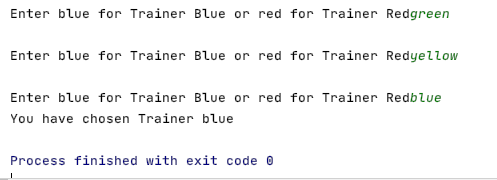 Enter blue for Trainer Blue or red for Trainer Redgreen
Enter blue for Trainer Blue or red for Trainer Redyellow
Enter blue for Trainer Blue or red for Trainer Redblue
You have chosen Trainer blue
Process finished with exit code 0